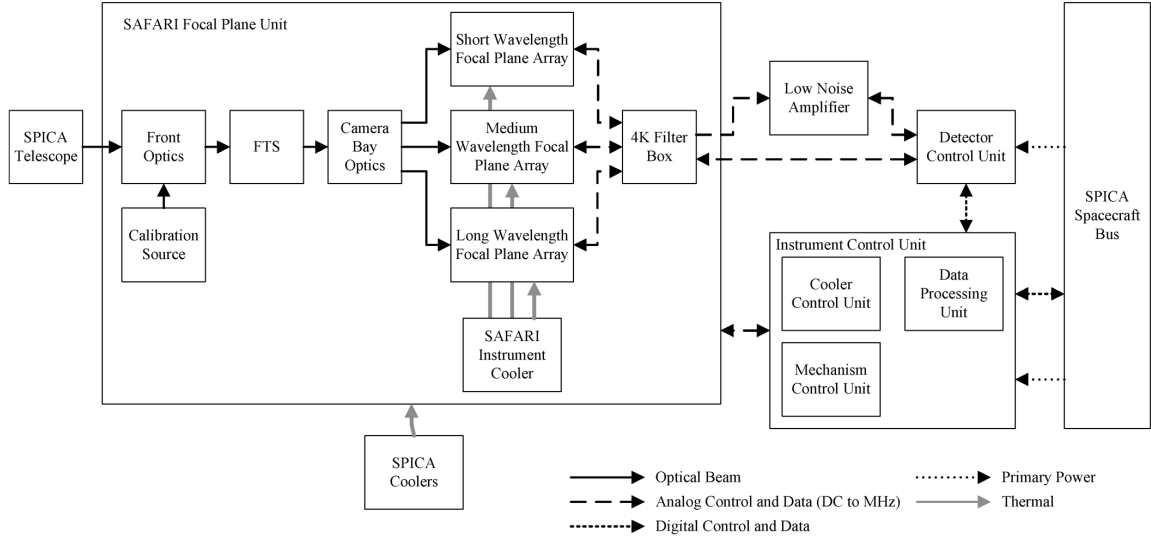 SAFARI Focal Plane Unit
Short Wavelength
Focal Plane Array
SPICA
Telescope
Front
Optics
FTS
Camera
Bay
Optics
Medium
Wavelength Focal
Plane Array
4K Filter
Box
Low Noise
Amplifier
Detector
Control Unit
SPICA
Spacecraft
Bus
Calibration
Source
Long Wavelength
Focal Plane Array
Instrument Control Unit
Cooler
Control Unit
Data
Processing
Unit
SAFARI
Instrument
Cooler
Mechanism
Control Unit
SPICA
Coolers
Optical Beam
Primary Power
Analog Control and Data (DC to MHz)
Thermal
Digital Control and Data